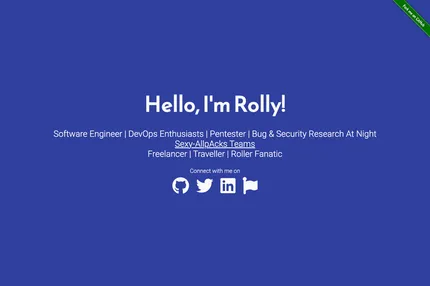 Fork me on GitHub
Hello, I'm Rolly!
Software Engineer | DevOps Enthusiasts | Pentester | Bug & Security Research At Night
Sexy-AllpAcks Teams
Freelancer | Traveller | Roller Fanatic
Connect with me on